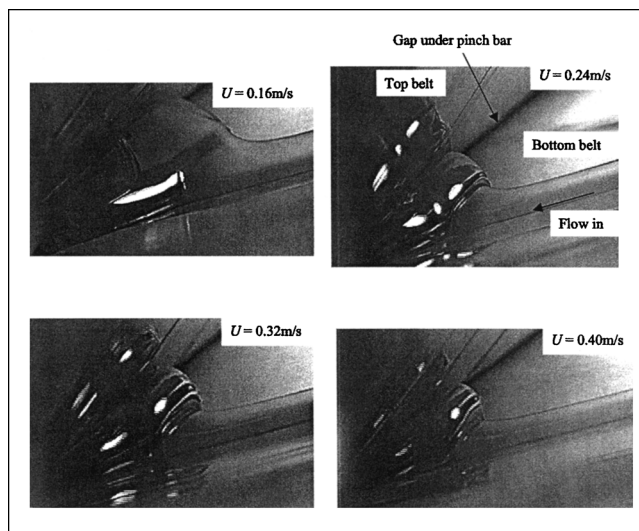 Gap under pinch bar
U = 0.16m/s
Top belt
U = 0.24m/s
Bottom belt
Flow in
U = 0.32m/s
U = 0.40m/s